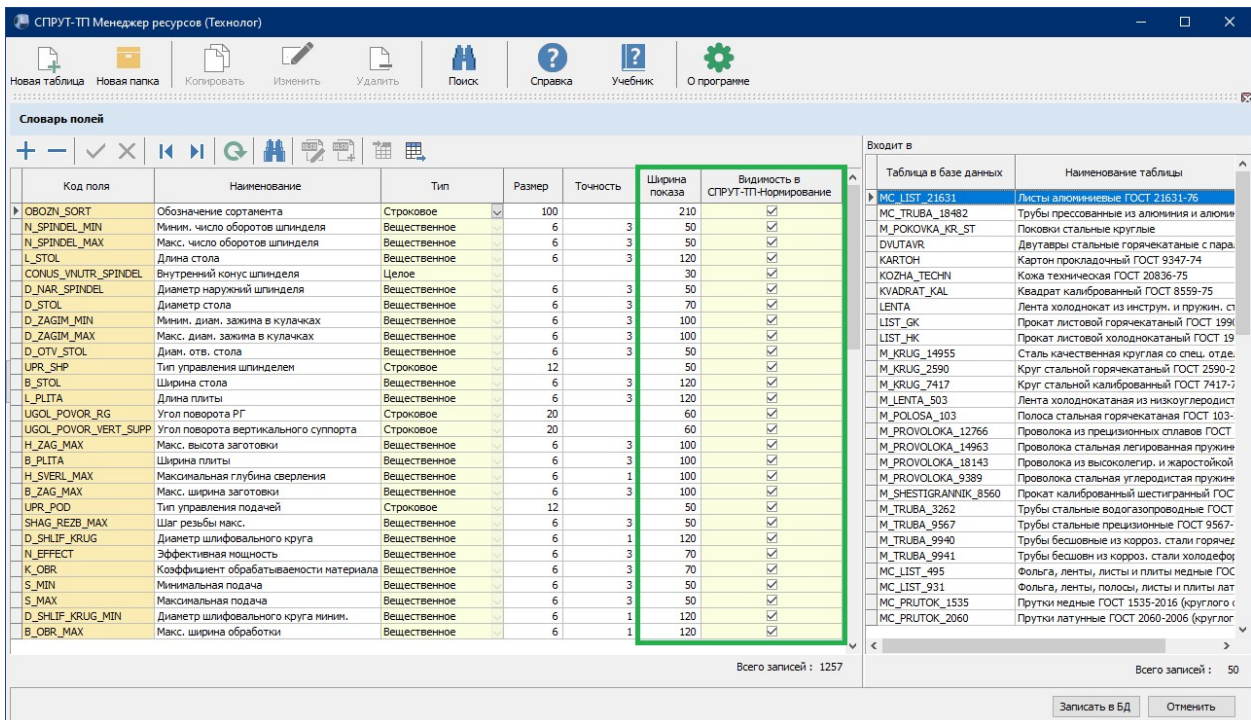 СПРУТ-ТП Менеджер ресурсов (Технолог)
Новая таблица Новая папка Копировать Изменить Удалить Поиск Справка Учебник О программе
Словарь полей
Входит в
Код поля Наименование Тип Размер Точность Ширина показа Видимость в СПРУТ-ТП-Нормирование
OBOZN_SORT Обозначение сортамента Строковое 100 210
N_SPINDEL_MIN Миним. число оборотов шпинделя Вещественное 6 3 50
N_SPINDEL_MAX Макс. число оборотов шпинделя Вещественное 6 3 50
L_STOL Длина стола Вещественное 6 3 120
CONUS_VNUTR_SPINDEL Внутренний конус шпинделя Целое 30
D_NAR_SPINDEL Диаметр наружний шпинделя Вещественное 6 3 50
D_STOL Диаметр стола Вещественное 6 3 70
D_ZAGIM_MIN Миним. диам. зажима в кулачках Вещественное 6 3 100
D_ZAGIM_MAX Макс. диам. зажима в кулачках Вещественное 6 3 100
D_OTV_STOL Диам. отв. стола Вещественное 6 3 50
UPR_SHP Тип управления шпинделем Строковое 12 50
B_STOL Ширина стола Вещественное 6 3 120
L_PLITA Длина плиты Вещественное 6 3 120
UGOL_POVOR_RG Угол поворота РГ Строковое 20 60
UGOL_POVOR_VERT_SUPP Угол поворота вертикального суппорта Строковое 20 60
H_ZAG_MAX Макс. высота заготовки Вещественное 6 3 100
B_PLITA Ширина плиты Вещественное 6 3 100
H_SVERL_MAX Максимальная глубина сверления Вещественное 6 1 100
B_ZAG_MAX Макс. ширина заготовки Вещественное 6 3 100
UPR_POD Тип управления подачей Строковое 12 50
SHAG_REZB_MAX Шаг резьбы макс. Вещественное 6 3 50
D_SHLIF_KRUG Диаметр шлифовального круга Вещественное 6 1 120
N_EFFECT Эффективная мощность Вещественное 6 3 70
K_OBR Коэффициент обрабатываемости материала Вещественное 6 3 70
S_MIN Минимальная подача Вещественное 6 3 50
S_MAX Максимальная подача Вещественное 6 3 50
D_SHLIF_KRUG_MIN Диаметр шлифовального круга миним. Вещественное 6 1 120
B_OBR_MAX Макс. ширина обработки Вещественное 6 1 120
Всего записей : 1257
Таблица в базе данных Наименование таблицы
MC_LIST_21631 Листы алюминиевые ГОСТ 21631-76
MC_TRUBA_18482 Трубы прессованные из алюминия и алюмин
M_POKOVKA_KR_ST Поковки стальные круглые
DVUTAVR Двутавры стальные горячекатаные с пара.
KARTOH Картон прокладочный ГОСТ 9347-74
KOZHA_TECHN Кожа техническая ГОСТ 20836-75
KVADRAT_KAL Квадрат калиброванный ГОСТ 8559-75
LENTA Лента холоднокат из инструм. и пружин. ст
LIST_GK Прокат листовой горячекатаный ГОСТ 1990
LIST_HK Прокат листовой холоднокатаный ГОСТ 19
M_KRUG_14955 Сталь качественная круглая со спец. отде.
M_KRUG_2590 Круг стальной горячекатаный ГОСТ 2590-2
M_KRUG_7417 Круг стальной калиброванный ГОСТ 7417-7
M_LENTA_503 Лента холоднокатаная из низкоуглеродист
M_POLOSA_103 Полоса стальная горячекатаная ГОСТ 103-
M_PROVOLOKA_12766 Проволока из прецизионных сплавов ГОСТ
M_PROVOLOKA_14963 Проволока стальная легированная пружин
M_PROVOLOKA_18143 Проволока из высоколегир. и жаростойкой
M_PROVOLOKA_9389 Проволока стальная углеродистая пружин
M_SHESTIGRANNIK_8560 Прокат калиброванный шестигранный ГОС
M_TRUBA_3262 Трубы стальные водогазопроводные ГОСТ
M_TRUBA_9567 Трубы стальные прецизионные ГОСТ 9567-
M_TRUBA_9940 Трубы бесшовные из корроз. стали горячед
M_TRUBA_9941 Трубы бесшовн из корроз. стали холодефор
MC_LIST_495 Фольга, ленты, листы и плиты медные ГОС
MC_LIST_931 Фольга, ленты, полосы, листы и плиты лат
MC_PRUTOK_1535 Прутки медные ГОСТ 1535-2016 (круглого с
MC_PRUTOK_2060 Прутки латунные ГОСТ 2060-2006 (круглог
Всего записей : 50
Записать в БД Отменить